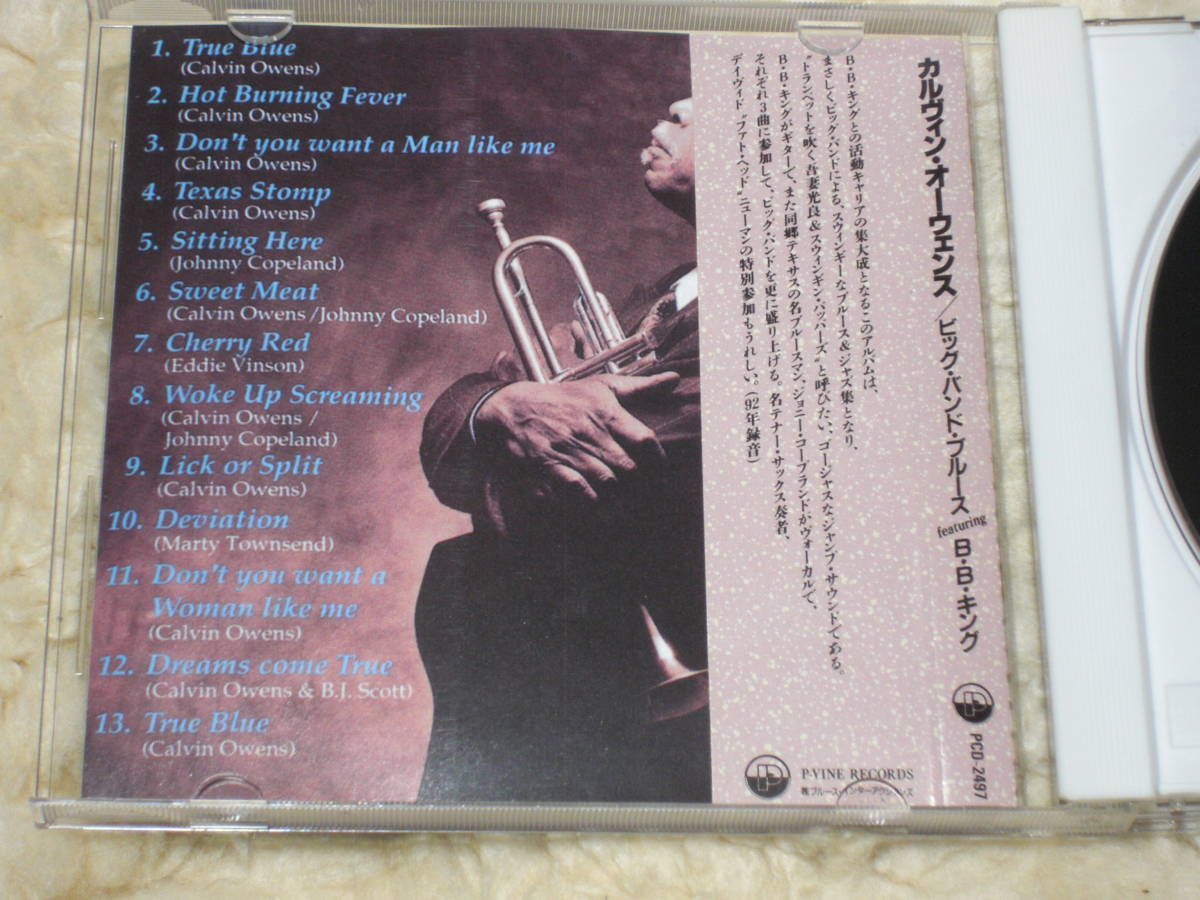 1. True Blue
(Calvin Owens)
2. Hot Burning Fever
(Calvin Owens)
3. Don't you want a Man like me
(Calvin Owens)
4. Texas Stomp
(Calvin Owens)
5. Sitting Here
(Johnny Copeland)
6. Sweet Meat
(Calvin Owens /Johnny Copeland)
7. Cherry Red
(Eddie Vinson)
8. Woke Up Screaming
(Calvin Owens /
Johnny Copeland)
9. Lick or Split
(Calvin Owens)
10. Deviation
(Marty Townsend)
11. Don't you want a
Woman like me
(Calvin Owens)
12. Dreams come True
(Calvin Owens & B.J. Scott)
13. True Blue
(Calvin Owens)
カルヴィン・オーウェンス/ビッグ・バンド・ブルース featuring B・B・キング
PCD-2497
B・B・キングとの活動キャリアの集大成となるこのアルバムは、
まさしくビッグ・バンドによる、スウィンギーなブルース&ジャズ集となり、
“トランペットを吹く吾妻光良&スウィンギン・バッパーズ”と呼びたい、ゴージャスなジャンプ・サウンドである。
B・B・キングがギターで、また同郷テキサスの名ブルースマン、ジョニー・コープランドがヴォーカルで、
それぞれ3曲に参加して、ビッグ・バンドを更に盛り上げる。名テナー・サックス奏者、
デイヴィド“ファト・ヘッド”ニューマンの特別参加もうれしい。(92年録音)
P-VINE RECORDS
㈱ブルース・インターアクションズ